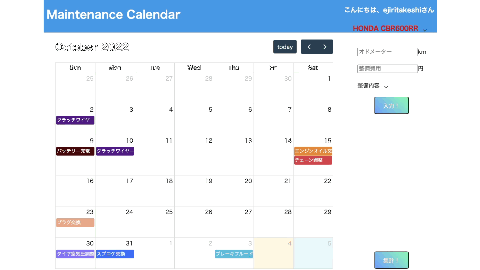 Maintenance Calendar
こんにちは、ejiritakeshiさん
HONDA CBR600RR
October 2022
today
オドメーター km
整備費用 円
整備内容
入力
Sun Mon Tue Wed Thu Fri Sat
25 26 27 28 29 30 1
2 3 4 5 6 7 8
クラッチワイヤ
9 10 11 12 13 14 15
バッテリー充電 クラッチワイヤ エンジンオイル交
チェーン調整
16 17 18 19 20 21 22
23 24 25 26 27 28 29
プラグ交換
30 31 1 2 3 4 5
タイヤ空気圧調整 スプロケ交換 ブレーキフルード